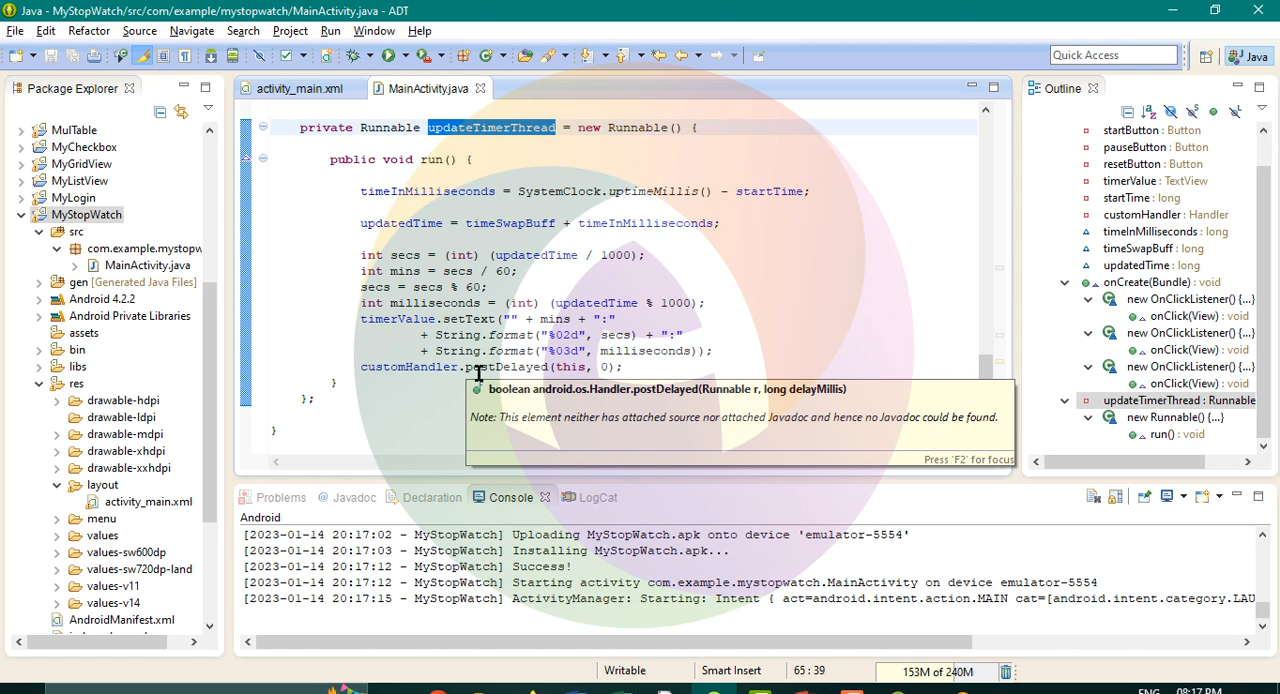 Java - MyStopWatch/src/com/example/mystopwatch/MainActivity.java - ADT
File Edit Refactor Source Navigate Search Project Run Window Help
Quick Access
Java
Package Explorer
MulTable
MyCheckbox
MyGridView
MyListView
MyLogin
MyStopWatch
src
com.example.mystopw
MainActivity.java
gen [Generated Java Files]
Android 4.2.2
Android Private Libraries
assets
bin
libs
res
drawable-hdpi
drawable-ldpi
drawable-mdpi
drawable-xhdpi
drawable-xxhdpi
layout
activity_main.xml
menu
values
values-sw600dp
values-sw720dp-land
values-v11
values-v14
AndroidManifest.xml
activity_main.xml
MainActivity.java
private Runnable updateTimerThread = new Runnable() {
public void run() {
timeInMilliseconds = SystemClock.uptimeMillis() - startTime;
updatedTime = timeSwapBuff + timeInMilliseconds;
int secs = (int) (updatedTime / 1000);
int mins = secs / 60;
secs = secs % 60;
int milliseconds = (int) (updatedTime % 1000);
timerValue.setText("" + mins + ":"
+ String.format("%02d", secs) + ":"
+ String.format("%03d", milliseconds));
customHandler.postDelayed(this, 0);
}
};
}
boolean android.os.Handler.postDelayed(Runnable r, long delayMillis)
Note: This element neither has attached source nor attached Javadoc and hence no Javadoc could be found.
Press 'F2' for focus
Outline
startButton : Button
pauseButton : Button
resetButton : Button
timerValue : TextView
startTime : long
customHandler : Handler
timeInMilliseconds : long
timeSwapBuff : long
updatedTime : long
onCreate(Bundle) : void
new OnClickListener() {...}
onClick(View) : void
new OnClickListener() {...}
onClick(View) : void
new OnClickListener() {...}
onClick(View) : void
updateTimerThread : Runnable
new Runnable() {...}
run() : void
Problems @ Javadoc Declaration Console LogCat
Android
[2023-01-14 20:17:02 - MyStopWatch] Uploading MyStopWatch.apk onto device 'emulator-5554'
[2023-01-14 20:17:03 - MyStopWatch] Installing MyStopWatch.apk...
[2023-01-14 20:17:12 - MyStopWatch] Success!
[2023-01-14 20:17:12 - MyStopWatch] Starting activity com.example.mystopwatch.MainActivity on device emulator-5554
[2023-01-14 20:17:15 - MyStopWatch] ActivityManager: Starting: Intent { act=android.intent.action.MAIN cat=[android.intent.category.LAU
Writable
Smart Insert
65 : 39
153M of 240M
ENG 08:17 PM